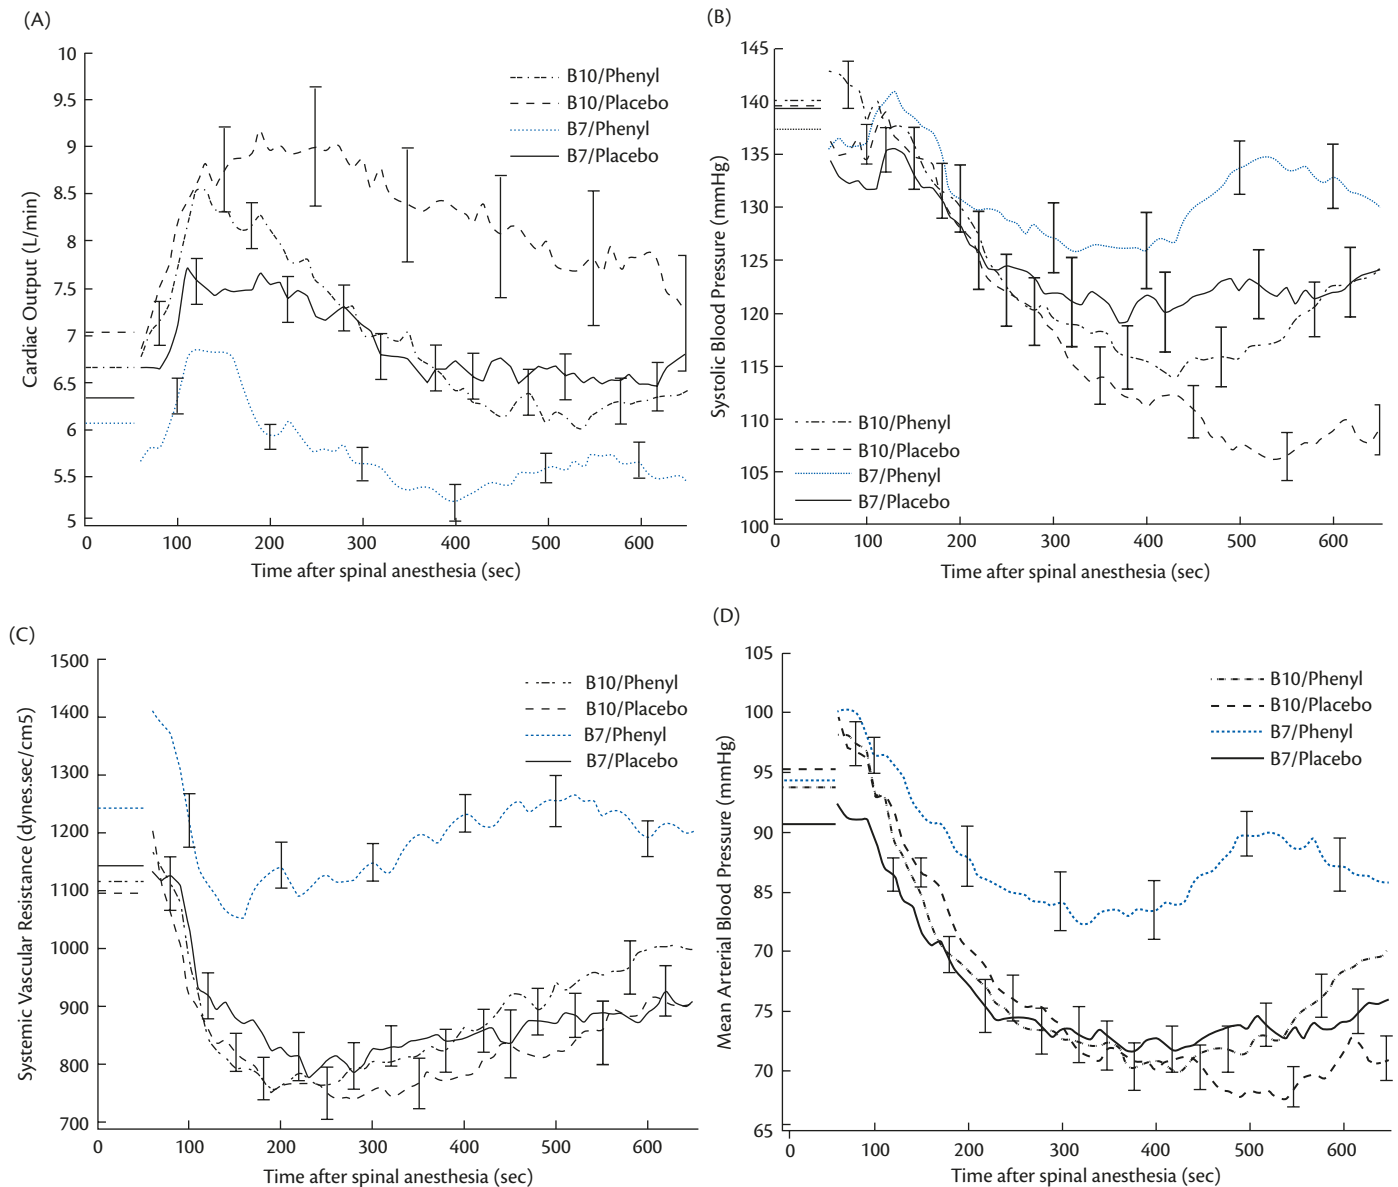 (A)
10
9.5
9
8.5
8
7.5
7
6.5
6
5.5
5
Cardiac Output (L/min)
B10/Phenyl
B10/Placebo
B7/Phenyl
B7/Placebo
0 100 200 300 400 500 600
Time after spinal anesthesia (sec)
(B)
145
140
135
130
125
120
115
110
105
100
Systolic Blood Pressure (mmHg)
B10/Phenyl
B10/Placebo
B7/Phenyl
B7/Placebo
0 100 200 300 400 500 600
Time after spinal anesthesia (sec)
(C)
1500
1400
1300
1200
1100
1000
900
800
700
Systemic Vascular Resistance (dynes.sec/cm5)
B10/Phenyl
B10/Placebo
B7/Phenyl
B7/Placebo
0 100 200 300 400 500 600
Time after spinal anesthesia (sec)
(D)
105
100
95
90
85
70
75
70
65
Mean Arterial Blood Pressure (mmHg)
B10/Phenyl
B10/Placebo
B7/Phenyl
B7/Placebo
0 100 200 300 400 500 600
Time after spinal anesthesia (sec)